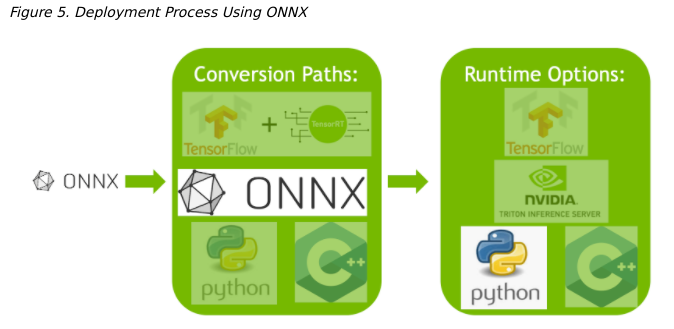 Figure 5. Deployment Process Using ONNX
ONNX
Conversion Paths:
TensorFlow
+
TensorRT
ONNX
python
C++
Runtime Options:
TensorFlow
NVIDIA.
TRITON INFERENCE SERVER
python
C++